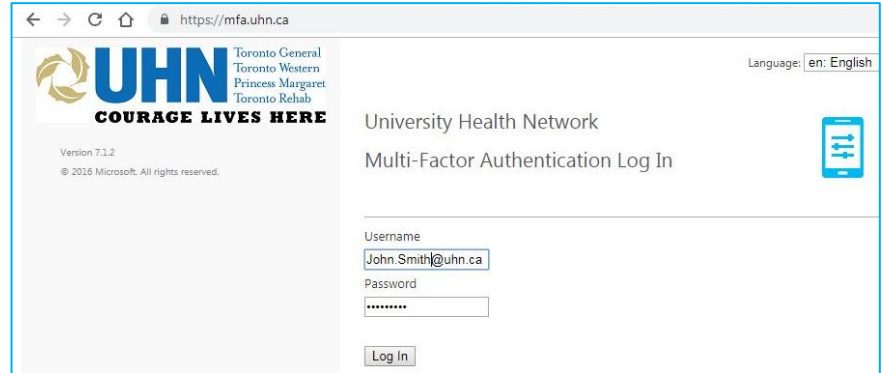 https://mfa.uhn.ca
UHN
Toronto General
Toronto Western
Princess Margaret
Toronto Rehab
COURAGE LIVES HERE
Version 7.1.2
© 2016 Microsoft. All rights reserved.
Language: en: English
University Health Network
Multi-Factor Authentication Log In
Username
John.Smith@uhn.ca
Password
•••••••••
Log In